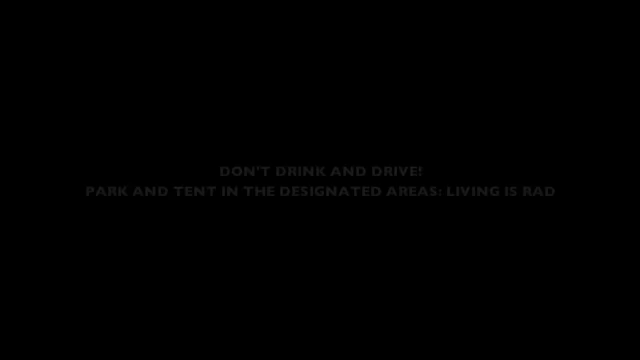 DON'T DRINK AND DRIVE!
PARK AND TENT IN THE DESIGNATED AREAS: LIVING IS RAD